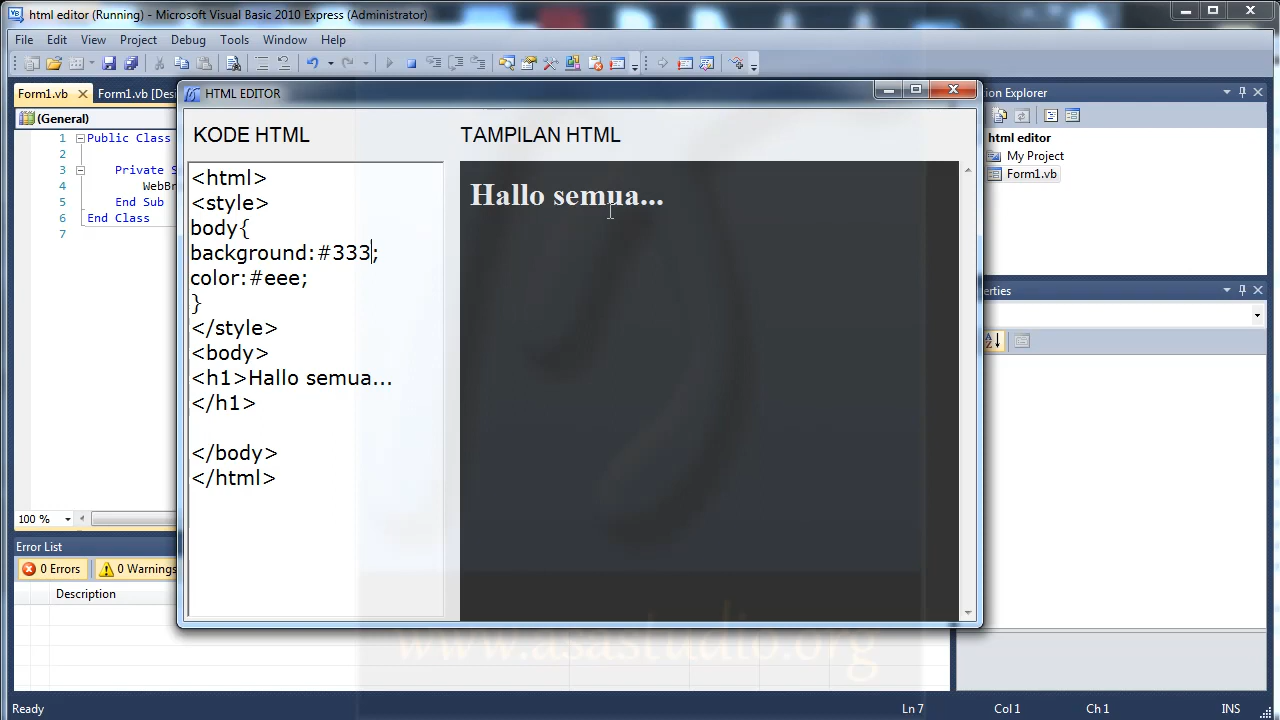 html editor (Running) - Microsoft Visual Basic 2010 Express (Administrator)
File Edit View Project Debug Tools Window Help
Form1.vb Form1.vb [Des
HTML EDITOR
tion Explorer
(General)
KODE HTML TAMPILAN HTML
html editor
My Project
Form1.vb
1 Public Class
2
3 Private S
4 WebBr
5 End Sub
6 End Class
7
<html>
<style>
body{
background:#333;
color:#eee;
}
</style>
<body>
<h1>Hallo semua...
</h1>
</body>
</html>
Hallo semua...
erties
100 %
Error List
0 Errors 0 Warnings
Description
www.asastudio.org
Ready Ln 7 Col 1 Ch 1 INS